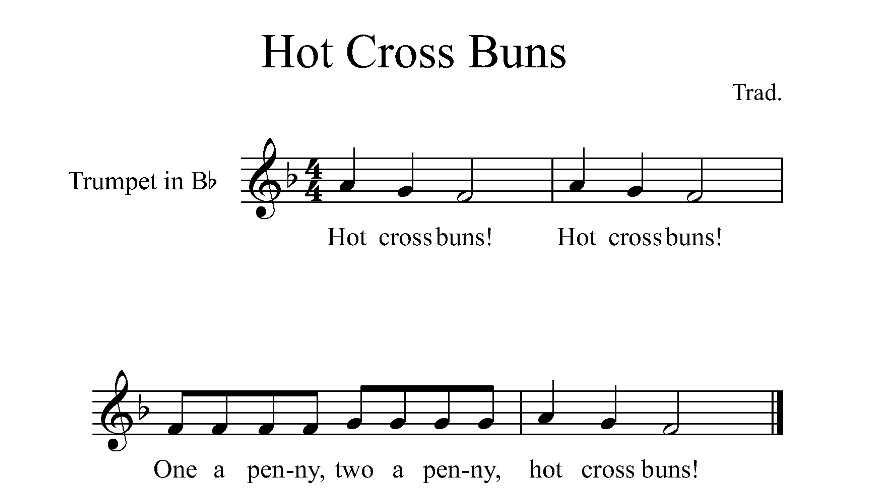 Hot Cross Buns
Trad.
Trumpet in B♭
4
4
Hot cross buns! Hot cross buns!
One a pen-ny, two a pen-ny, hot cross buns!